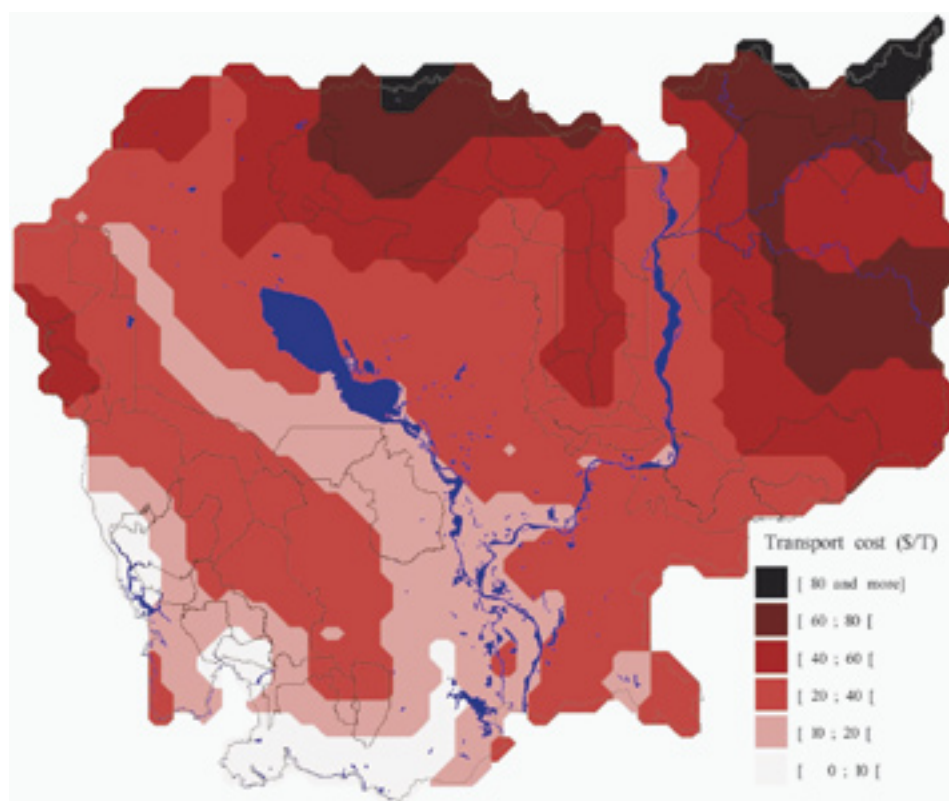 Transport cost ($/T)
[ 80 and more]
[ 60 ; 80 [
[ 40 ; 60 [
[ 20 ; 40 [
[ 10 ; 20 [
[ 0 ; 10 [